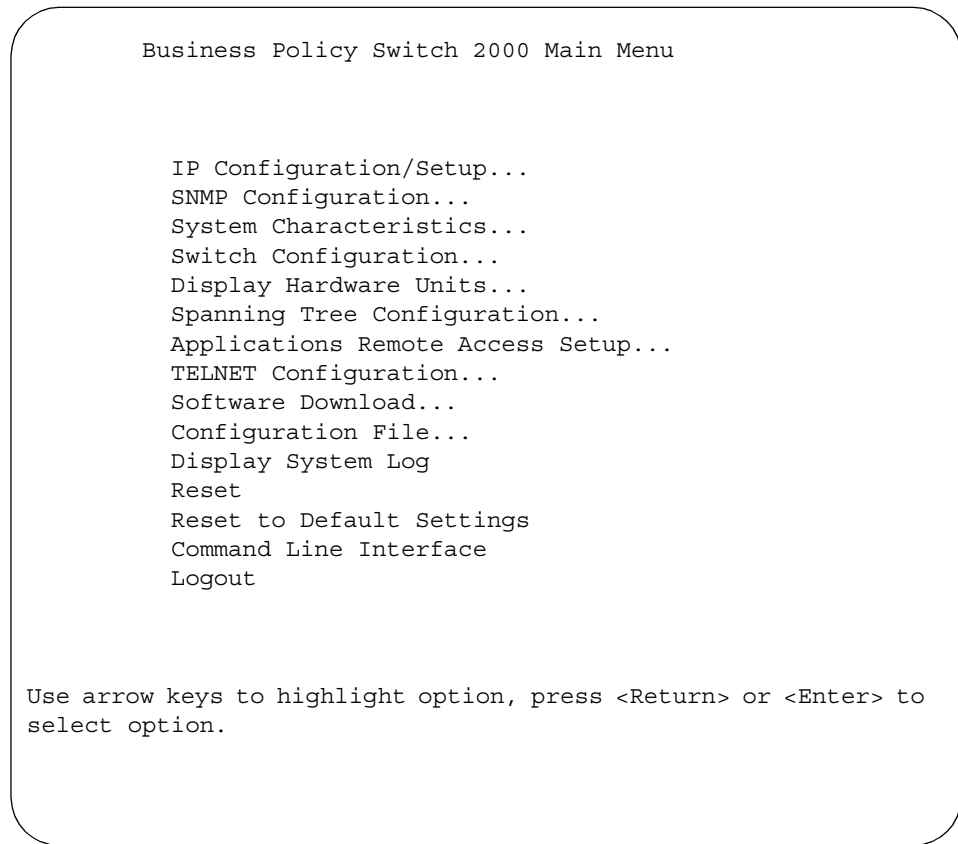 Business Policy Switch 2000 Main Menu
IP Configuration/Setup...
SNMP Configuration...
System Characteristics...
Switch Configuration...
Display Hardware Units...
Spanning Tree Configuration...
Applications Remote Access Setup...
TELNET Configuration...
Software Download...
Configuration File...
Display System Log
Reset
Reset to Default Settings
Command Line Interface
Logout
Use arrow keys to highlight option, press <Return> or <Enter> to
select option.